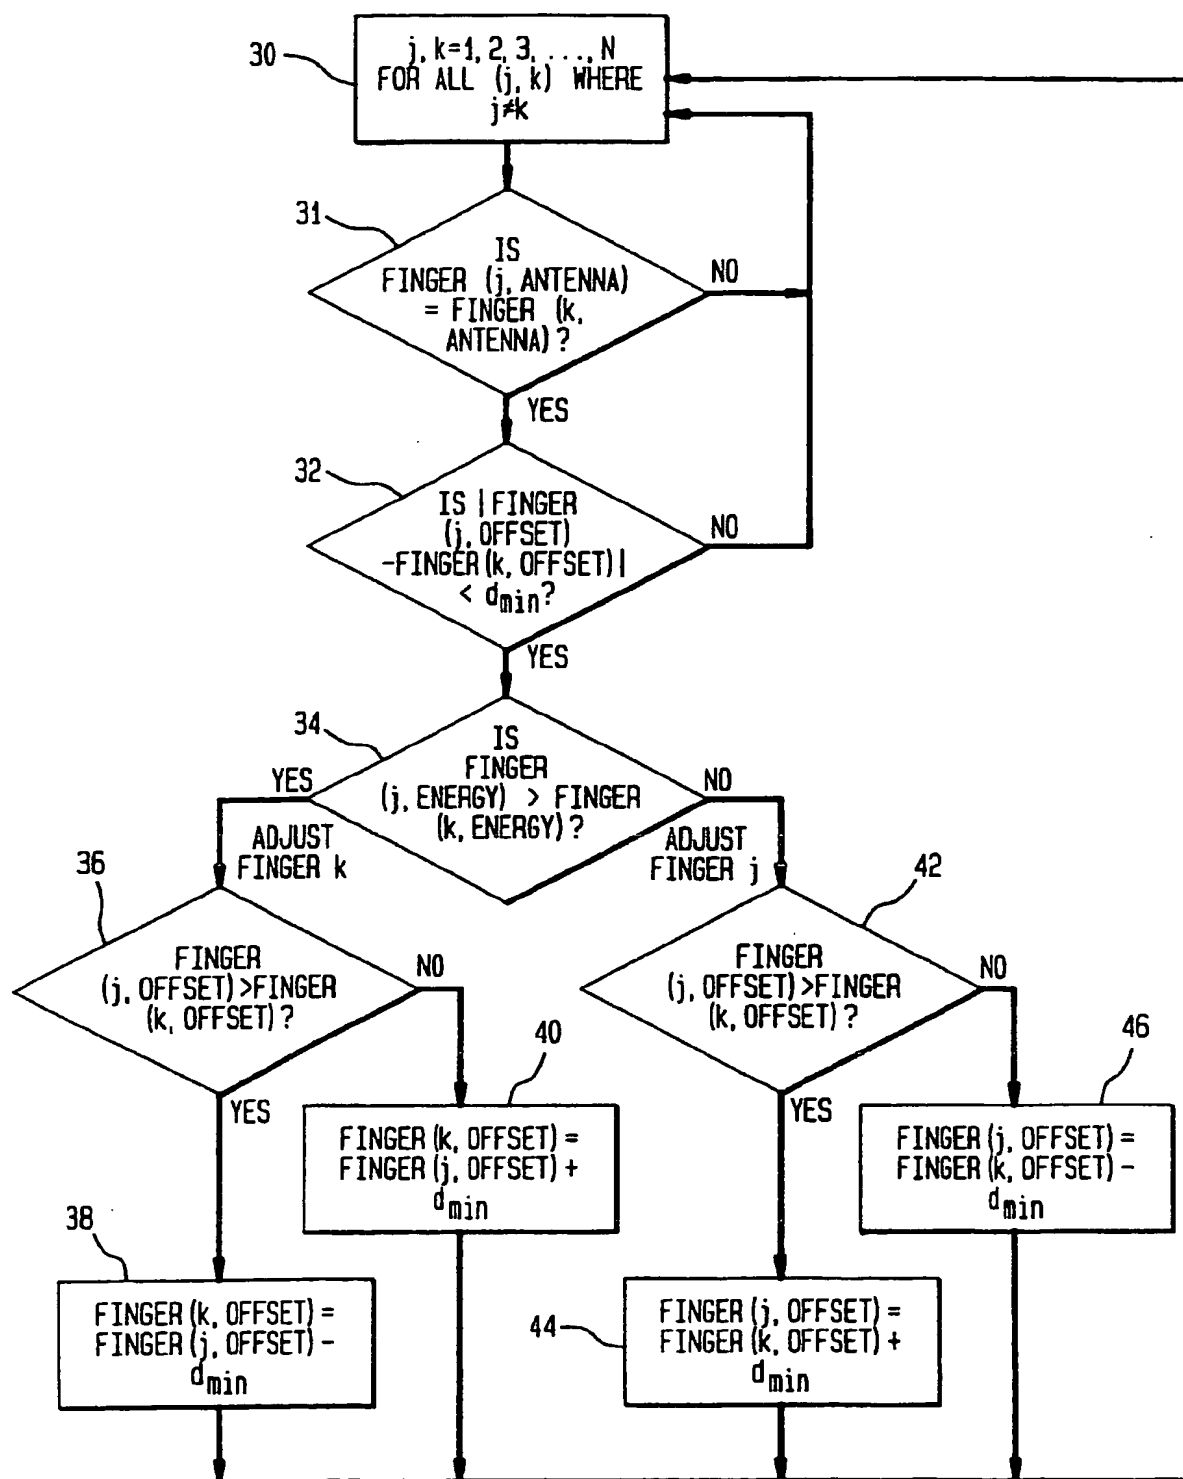 30
j, k=1, 2, 3, ..., N
FOR ALL (j, k) WHERE
j≠k
31
IS
FINGER (j, ANTENNA)
= FINGER (k,
ANTENNA)?
NO
YES
32
IS |FINGER
(j, OFFSET)
-FINGER(k, OFFSET)|
< dmin?
NO
YES
34
IS
FINGER
(j, ENERGY) > FINGER
(k, ENERGY)?
YES
NO
ADJUST
FINGER k
ADJUST
FINGER j
36
FINGER
(j, OFFSET)>FINGER
(k, OFFSET)?
NO
YES
42
FINGER
(j, OFFSET)>FINGER
(k, OFFSET)?
NO
YES
40
FINGER(k, OFFSET)=
FINGER(j, OFFSET)+
dmin
46
FINGER(j, OFFSET)=
FINGER(k, OFFSET)-
dmin
38
FINGER(k, OFFSET)=
FINGER(j, OFFSET)-
dmin
44
FINGER(j, OFFSET)=
FINGER(k, OFFSET)+
dmin